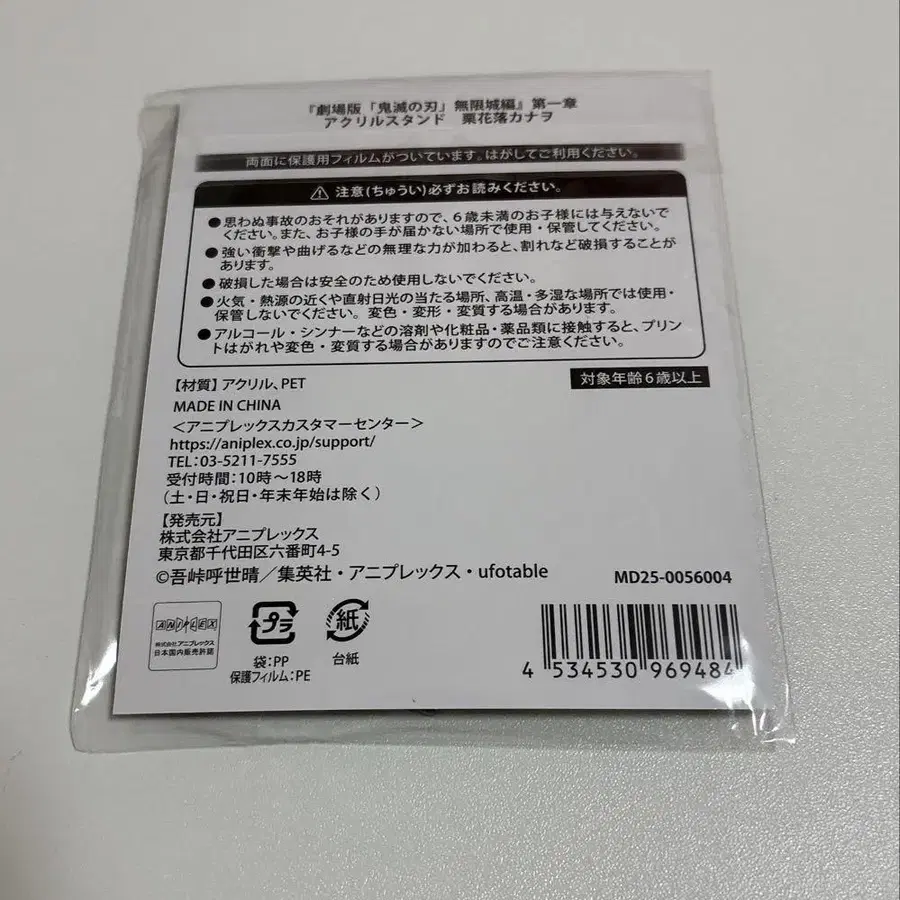 『劇場版「鬼滅の刃」無限城編』第一章
アクリルスタンド 栗花落カナヲ
両面に保護用フィルムがついています。はがしてご利用ください。
注意(ちゅうい)必ずお読みください。
●思わぬ事故のおそれがありますので、6歳未満のお子様には与えないで
ください。また、お子様の手が届かない場所で使用・保管してください。
●強い衝撃や曲げるなどの無理な力が加わると、割れなど破損することが
あります。
●破損した場合は安全のため使用しないでください。
●火気・熱源の近くや直射日光の当たる場所、高温・多湿な場所では使用・
保管しないでください。変色・変形・変質する場合があります。
●アルコール・シンナーなどの溶剤や化粧品・薬品類に接触すると、プリン
トはがれや変色・変質する場合がありますのでご注意ください。
【材質】アクリル、PET
対象年齢6歳以上
MADE IN CHINA
<アニプレックスカスタマーセンター>
https://aniplex.co.jp/support/
TEL:03-5211-7555
受付時間:10時~18時
(土・日・祝日・年末年始は除く)
【発売元】
株式会社アニプレックス
東京都千代田区六番町4-5
©吾峠呼世晴/集英社・アニプレックス・ufotable
MD25-0056004
ANIPLEX
株式会社アニプレックス
日本国内販売許諾
プラ
袋:PP
保護フィルム:PE
紙
台紙
4 534530 969484